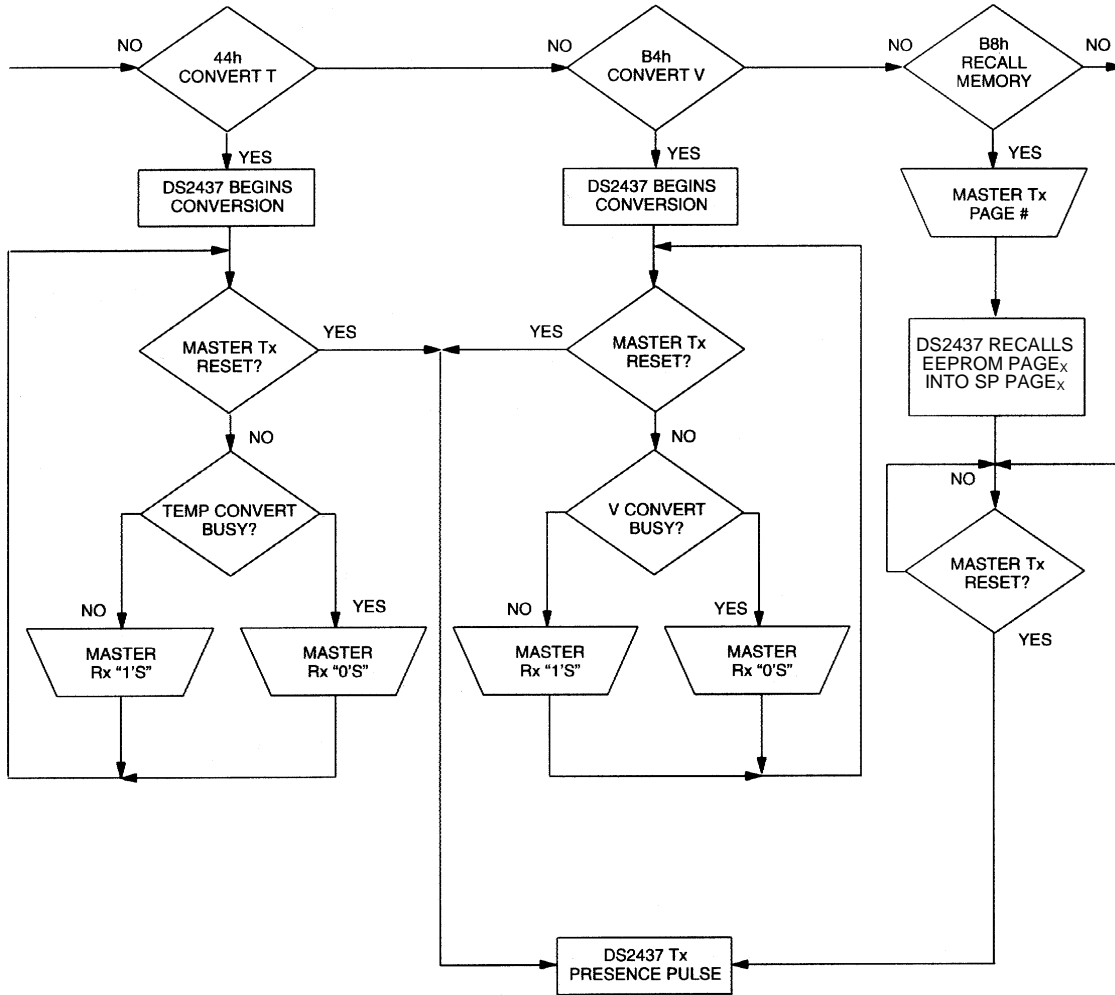 NO
44h
CONVERT T
NO
B4h
CONVERT V
NO
B8h
RECALL
MEMORY
NO
YES
YES
YES
DS2437 BEGINS
CONVERSION
DS2437 BEGINS
CONVERSION
MASTER Tx
PAGE #
MASTER Tx
RESET?
YES
YES
MASTER Tx
RESET?
DS2437 RECALLS
EEPROM PAGEX
INTO SP PAGEX
NO
NO
NO
TEMP CONVERT
BUSY?
V CONVERT
BUSY?
MASTER Tx
RESET?
NO
YES
NO
YES
YES
MASTER
Rx “1’S”
MASTER
Rx “0’S”
MASTER
Rx “1’S”
MASTER
Rx “0’S”
DS2437 Tx
PRESENCE PULSE